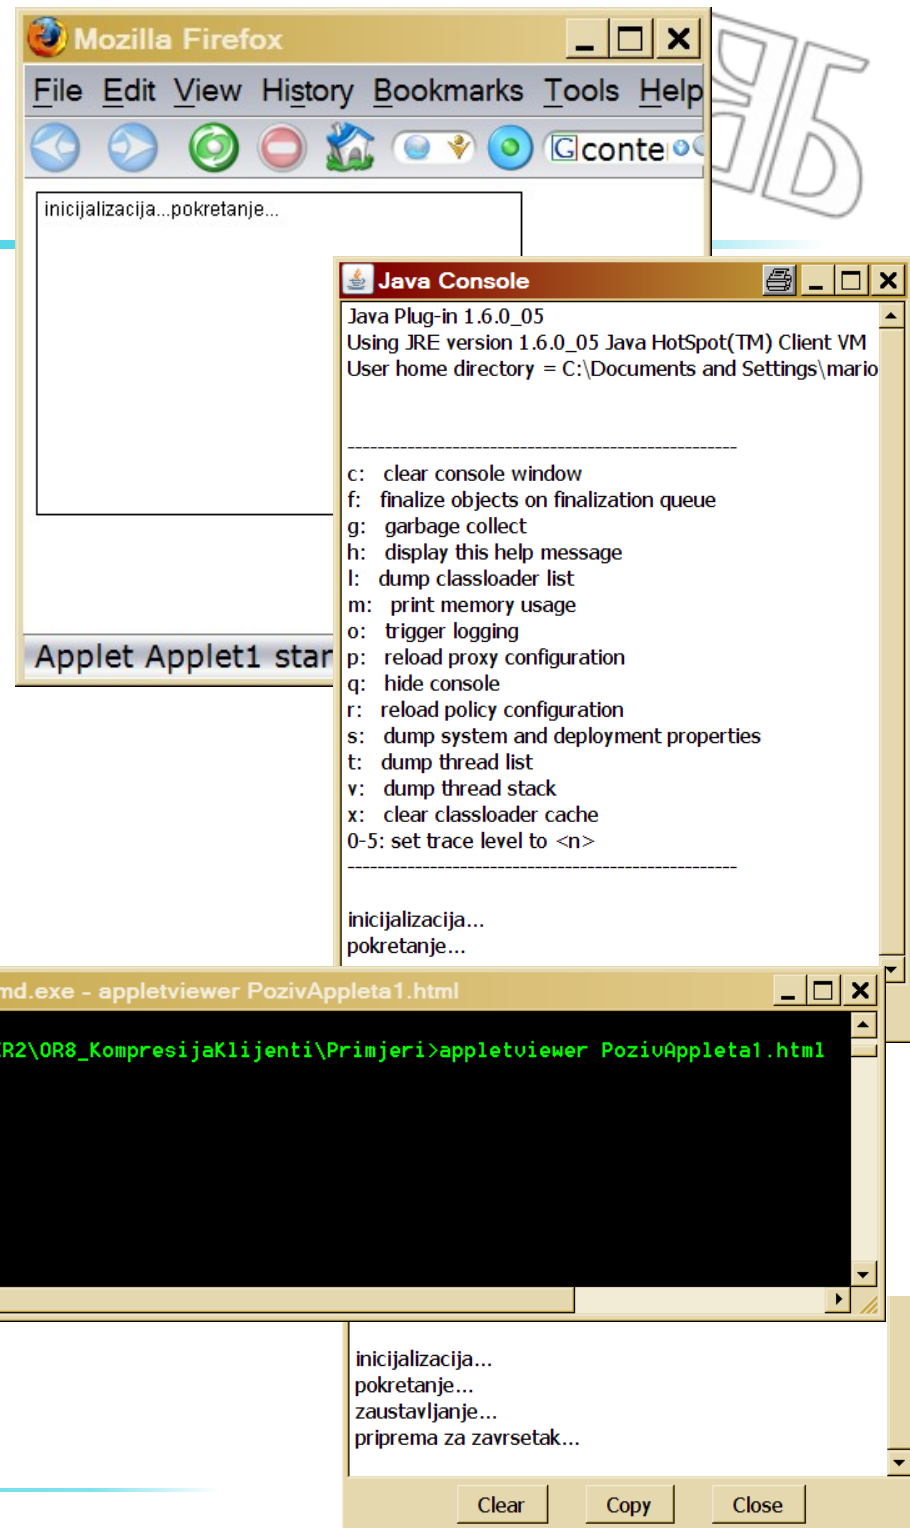 Mozilla Firefox
File Edit View History Bookmarks Tools Help
G conte
inicijalizacija...pokretanje...
Applet Applet1 star
Java Console
Java Plug-in 1.6.0_05
Using JRE version 1.6.0_05 Java HotSpot(TM) Client VM
User home directory = C:\Documents and Settings\mario
----------------------------------------------------
c: clear console window
f: finalize objects on finalization queue
g: garbage collect
h: display this help message
l: dump classloader list
m: print memory usage
o: trigger logging
p: reload proxy configuration
q: hide console
r: reload policy configuration
s: dump system and deployment properties
t: dump thread list
v: dump thread stack
x: clear classloader cache
0-5: set trace level to <n>
----------------------------------------------------
inicijalizacija...
pokretanje...
md.exe - appletviewer PozivAppleta1.html
R2\OR8_KompresijaKlijenti\Primjeri>appletviewer PozivAppleta1.html
inicijalizacija...
pokretanje...
zaustavljanje...
priprema za zavrsetak...
Clear Copy Close